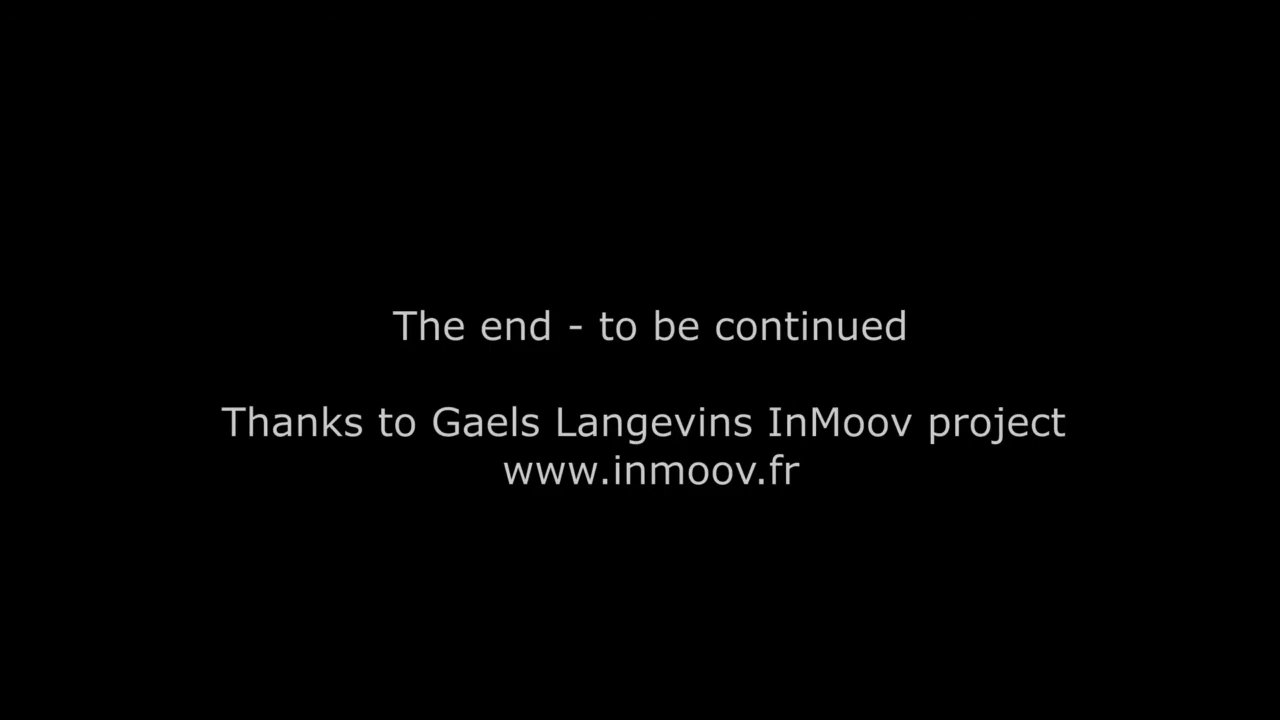 The end - to be continued
Thanks to Gaels Langevins InMoov project
www.inmoov.fr